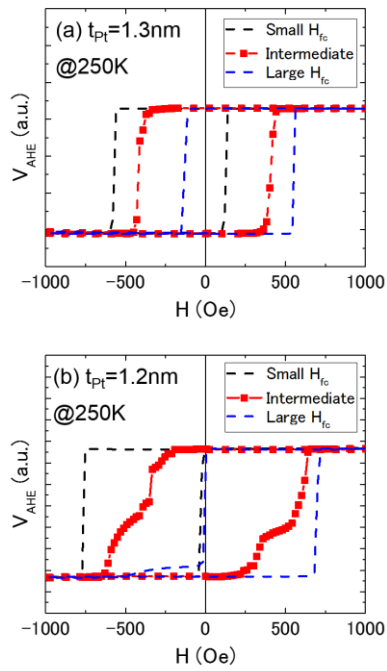 (a) t_Pt=1.3nm
@250K
Small H_fc
Intermediate
Large H_fc
V_AHE (a.u.)
-1000 -500 0 500 1000
H (Oe)
(b) t_Pt=1.2nm
@250K
Small H_fc
Intermediate
Large H_fc
V_AHE (a.u.)
-1000 -500 0 500 1000
H (Oe)